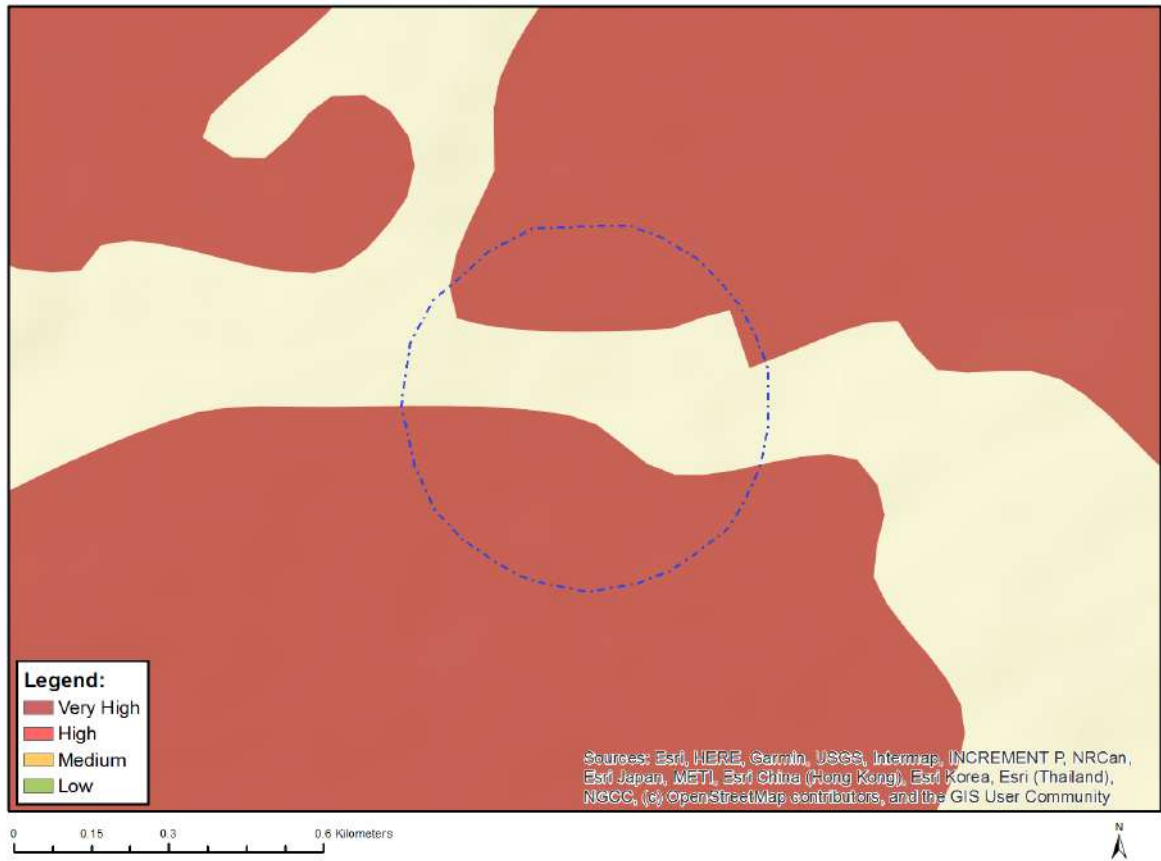 Legend:
Very High
High
Medium
Low
Sources: Esri, HERE, Garmin, USGS, Intermap, INCREMENT P, NRCan,
Esri Japan, METI, Esri China (Hong Kong), Esri Korea, Esri (Thailand),
NGCC, (c) OpenStreetMap contributors, and the GIS User Community
0 0.15 0.3 0.6 Kilometers
N